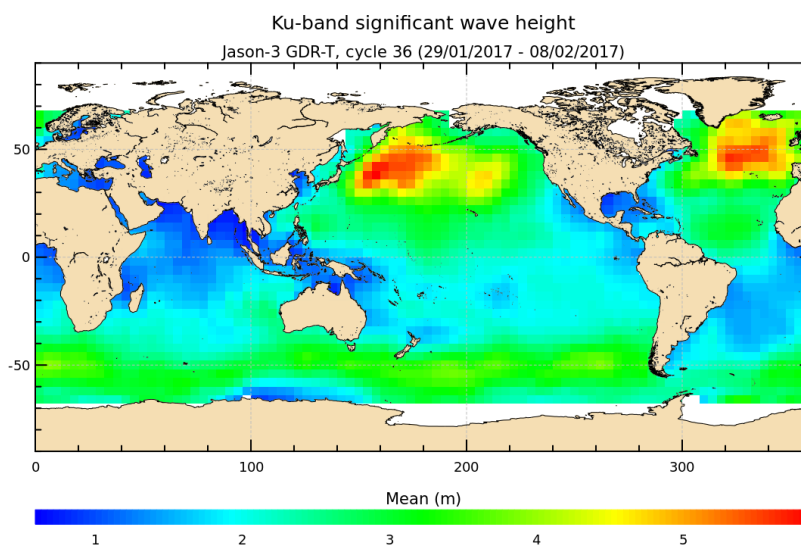 Ku-band significant wave height
Jason-3 GDR-T, cycle 36 (29/01/2017 - 08/02/2017)
50
0
-50
0 100 200 300
Mean (m)
1 2 3 4 5